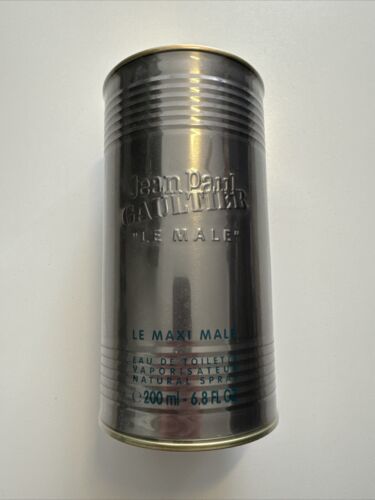 Jean Paul
GAULTIER
"LE MALE"
LE MAXI MALE
EAU DE TOILETTE
VAPORISATEUR
NATURAL SPRAY
℮ 200 ml - 6.8 FL OZ